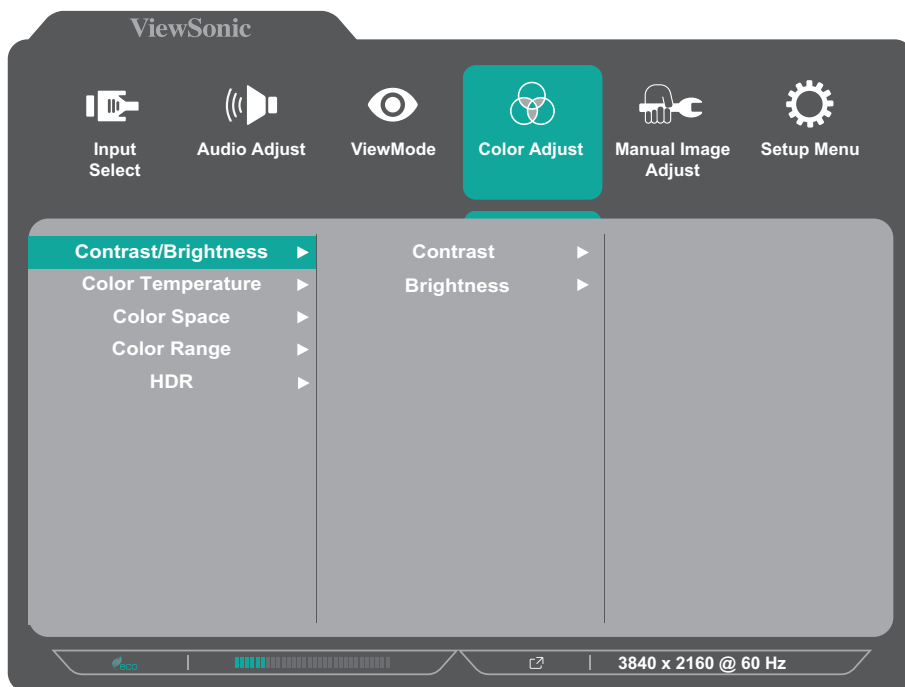 ViewSonic
Input Select
Audio Adjust
ViewMode
Color Adjust
Manual Image Adjust
Setup Menu
Contrast/Brightness
Color Temperature
Color Space
Color Range
HDR
Contrast
Brightness
eco
3840 x 2160 @ 60 Hz